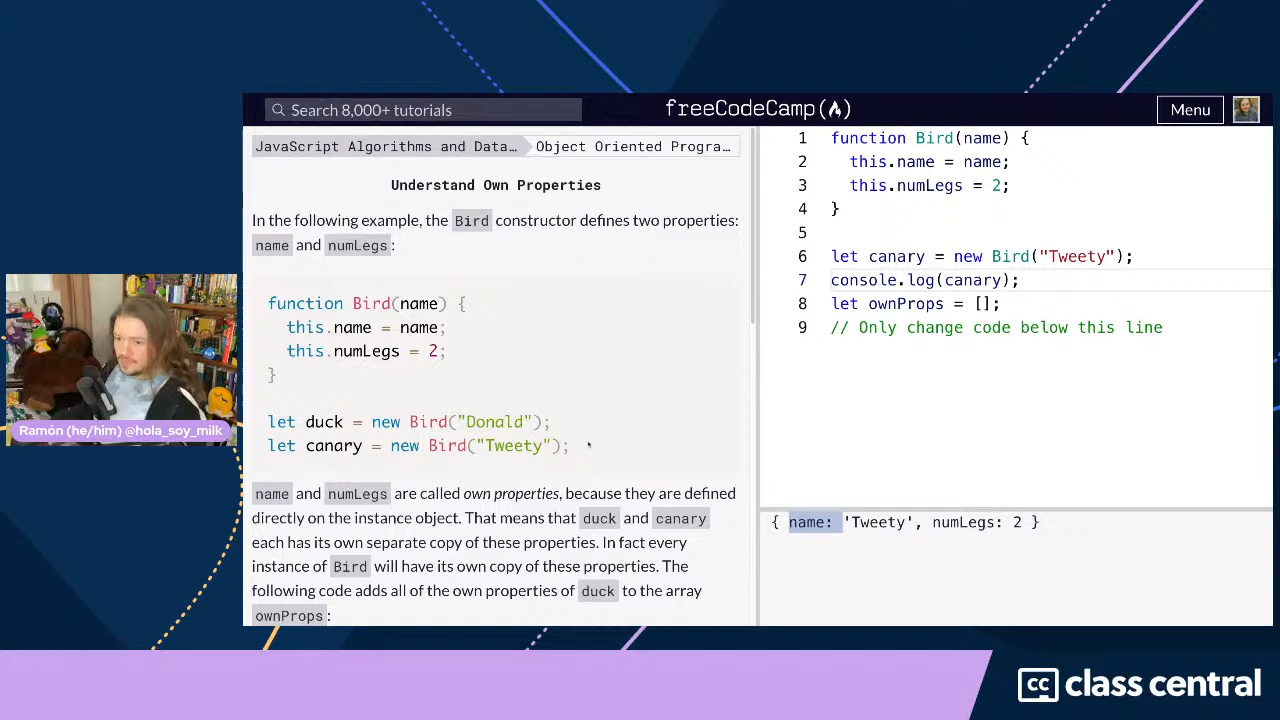 Search 8,000+ tutorials
freeCodeCamp
Menu
JavaScript Algorithms and Data…
Object Oriented Progra…
Understand Own Properties
In the following example, the Bird constructor defines two properties:
name and numLegs:
function Bird(name) {
this.name = name;
this.numLegs = 2;
}
let duck = new Bird("Donald");
let canary = new Bird("Tweety");
name and numLegs are called own properties, because they are defined
directly on the instance object. That means that duck and canary
each has its own separate copy of these properties. In fact every
instance of Bird will have its own copy of these properties. The
following code adds all of the own properties of duck to the array
ownProps:
1 function Bird(name) {
2 this.name = name;
3 this.numLegs = 2;
4 }
5
6 let canary = new Bird("Tweety");
7 console.log(canary);
8 let ownProps = [];
9 // Only change code below this line
{ name: 'Tweety', numLegs: 2 }
Ramón (he/him) @hola_soy_milk
cc class central